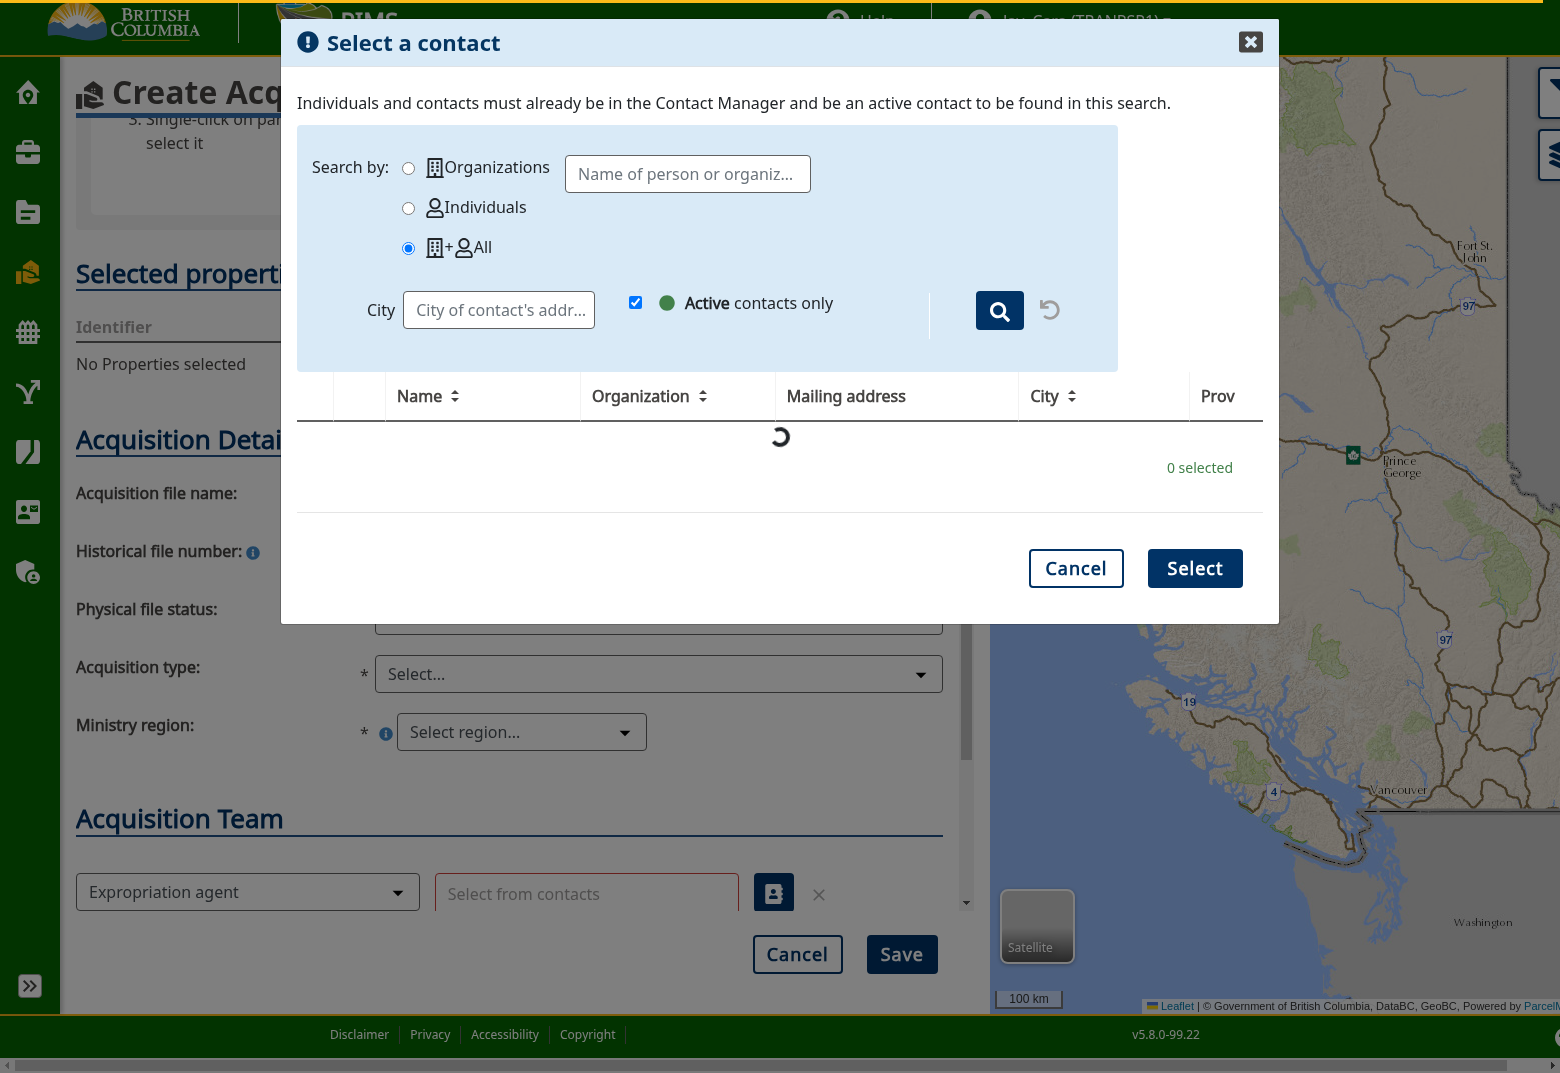 BRITISH
COLUMBIA
PIMS
Help
Select a contact
Create Acq
Individuals and contacts must already be in the Contact Manager and be an active contact to be found in this search.
3. Single-click on par
select it
Search by:
Organizations
Name of person or organiz...
Individuals
+ All
City
City of contact's addr...
Active contacts only
Selected properti
Identifier
No Properties selected
Name
Organization
Mailing address
City
Prov
0 selected
Cancel
Select
Acquisition Detai
Acquisition file name:
Historical file number:
Physical file status:
Acquisition type:
* Select...
Ministry region:
* Select region...
Acquisition Team
Expropriation agent
Select from contacts
×
Cancel
Save
Fort St.
John
97
16
Prince
George
97
19
4
Vancouver
Washington
Satellite
100 km
Leaflet | © Government of British Columbia, DataBC, GeoBC, Powered by ParcelM
Disclaimer
Privacy
Accessibility
Copyright
v5.8.0-99.22